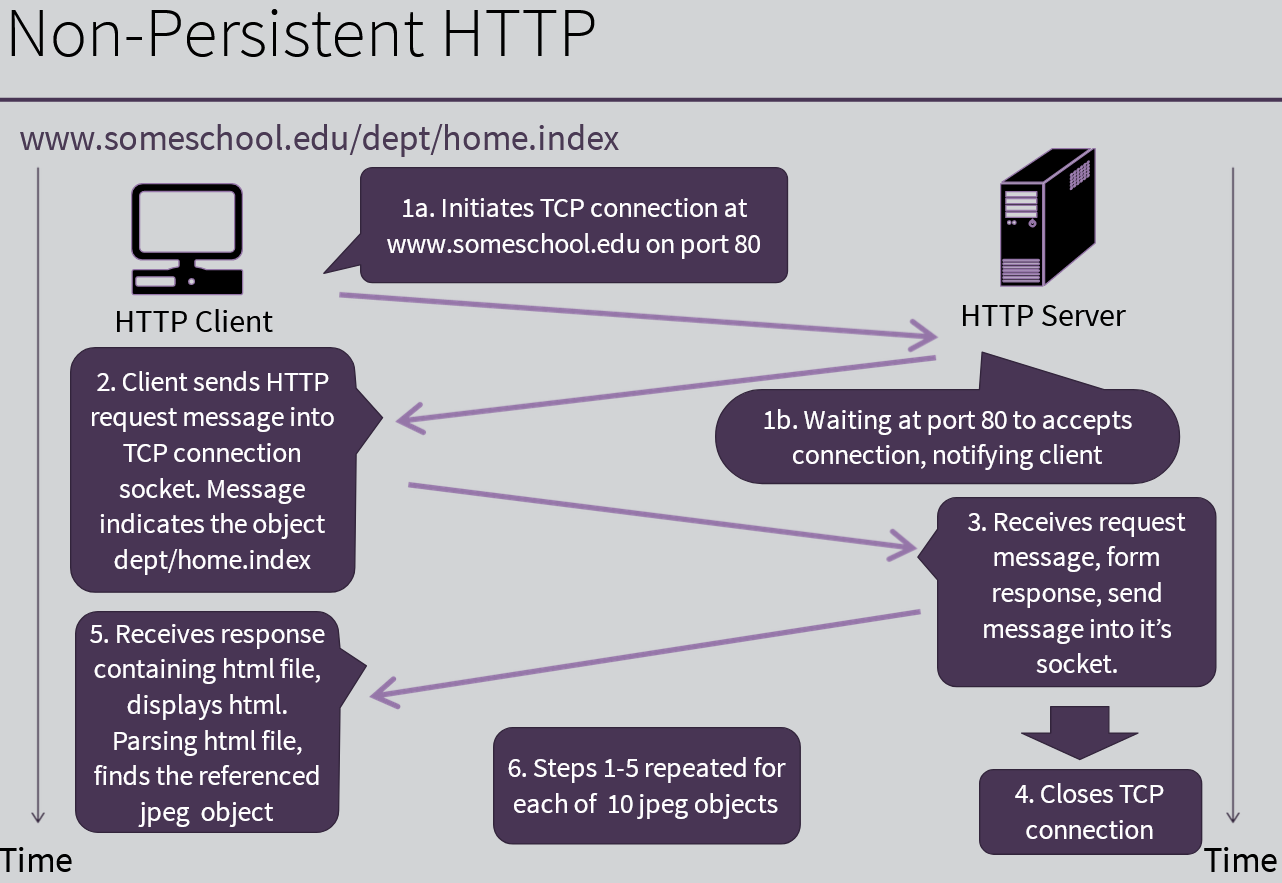 Non-Persistent HTTP
www.someschool.edu/dept/home.index
1a. Initiates TCP connection at
www.someschool.edu on port 80
HTTP Client
HTTP Server
2. Client sends HTTP
request message into
TCP connection
socket. Message
indicates the object
dept/home.index
1b. Waiting at port 80 to accepts
connection, notifying client
3. Receives request
message, form
response, send
message into it's
socket.
5. Receives response
containing html file,
displays html.
Parsing html file,
finds the referenced
jpeg object
6. Steps 1-5 repeated for
each of 10 jpeg objects
4. Closes TCP
connection
Time
Time